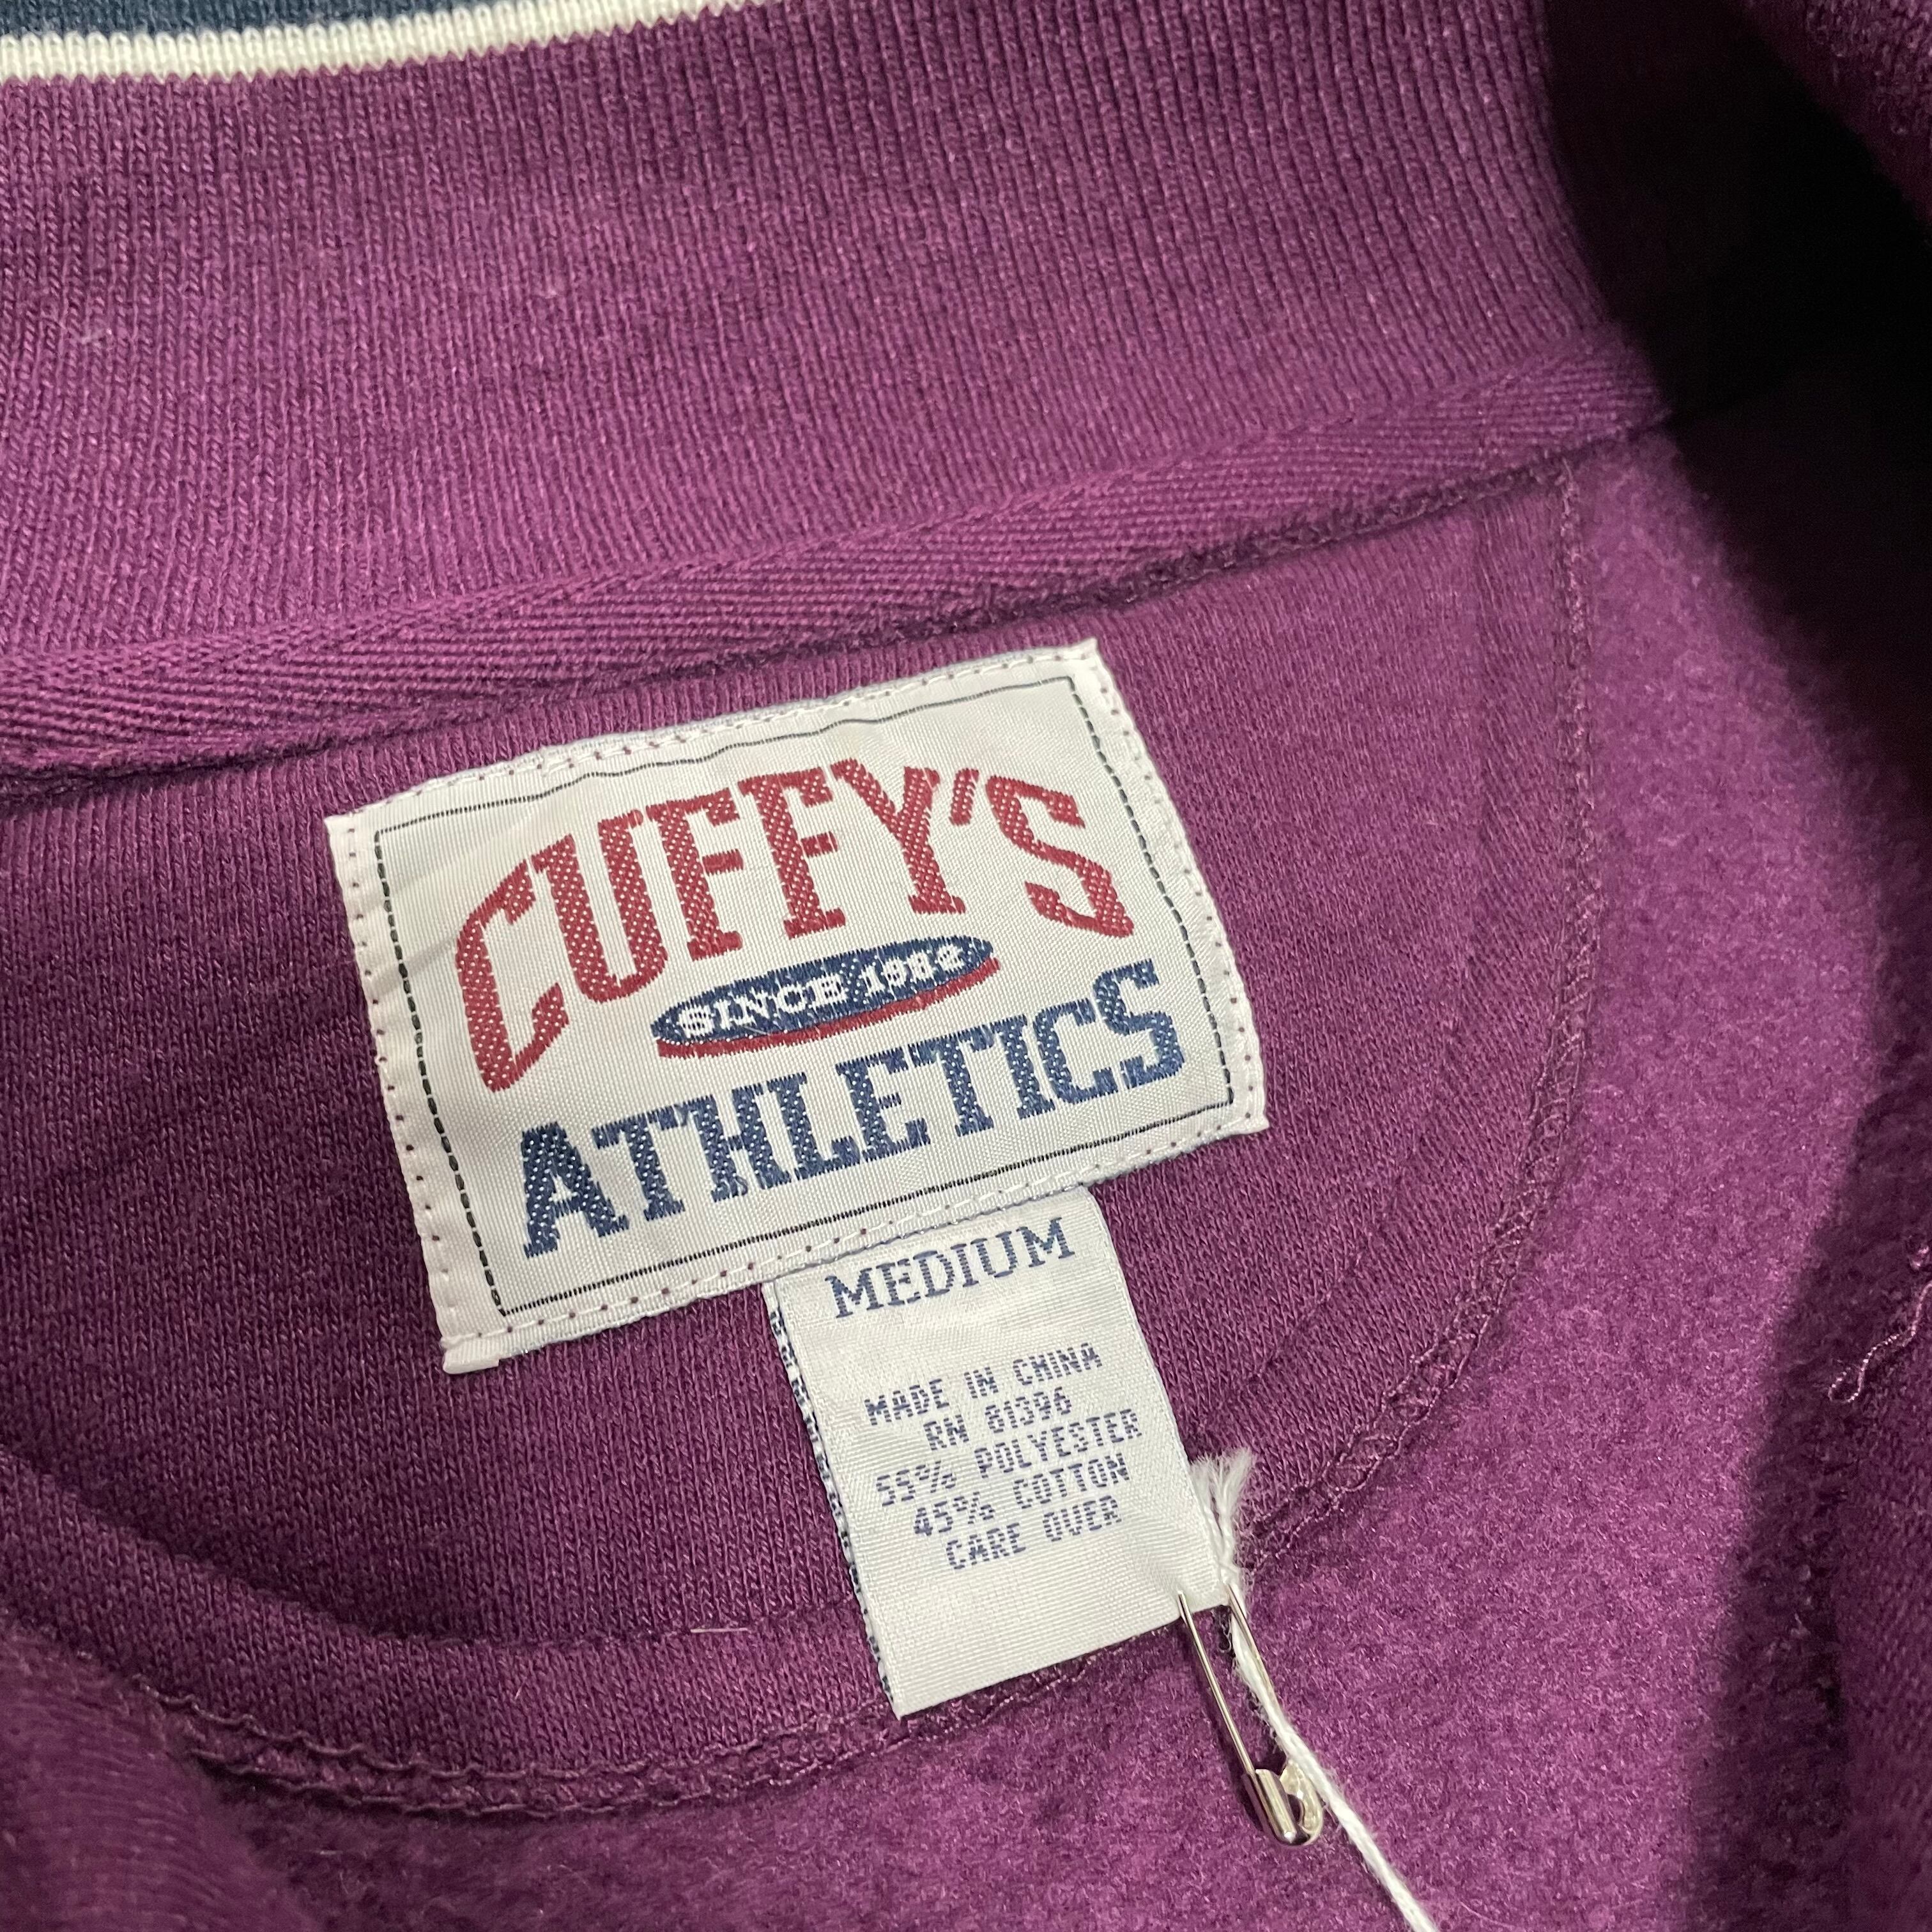 CUFFY'S
SINCE 1982
ATHLETICS
MEDIUM
MADE IN CHINA
RN 81396
55% POLYESTER
45% COTTON
CARE OVER